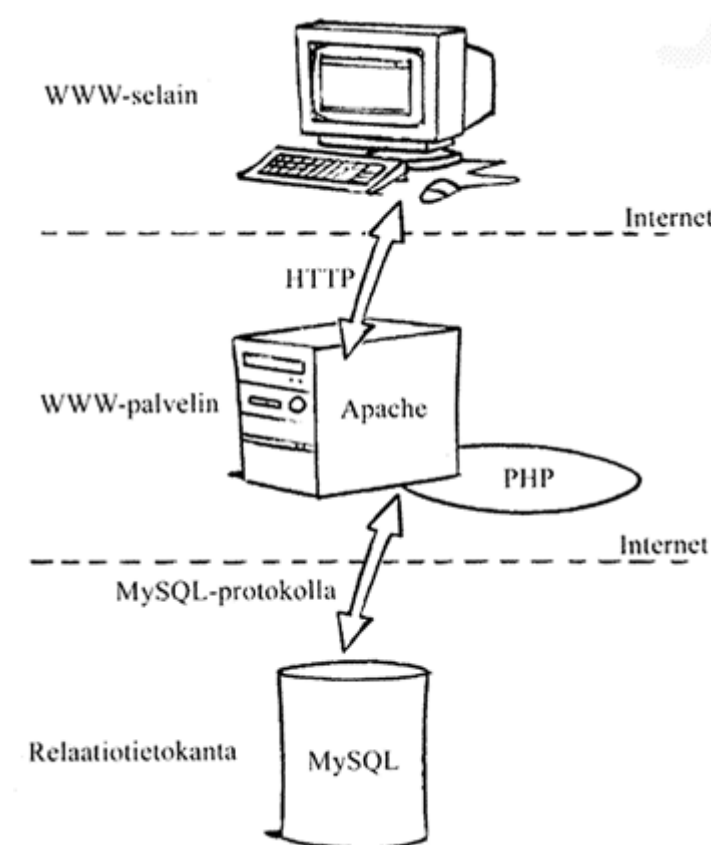 WWW-selain
Internet
HTTP
WWW-palvelin
Apache
PHP
Internet
MySQL-protokolla
Relaatiotietokanta
MySQL